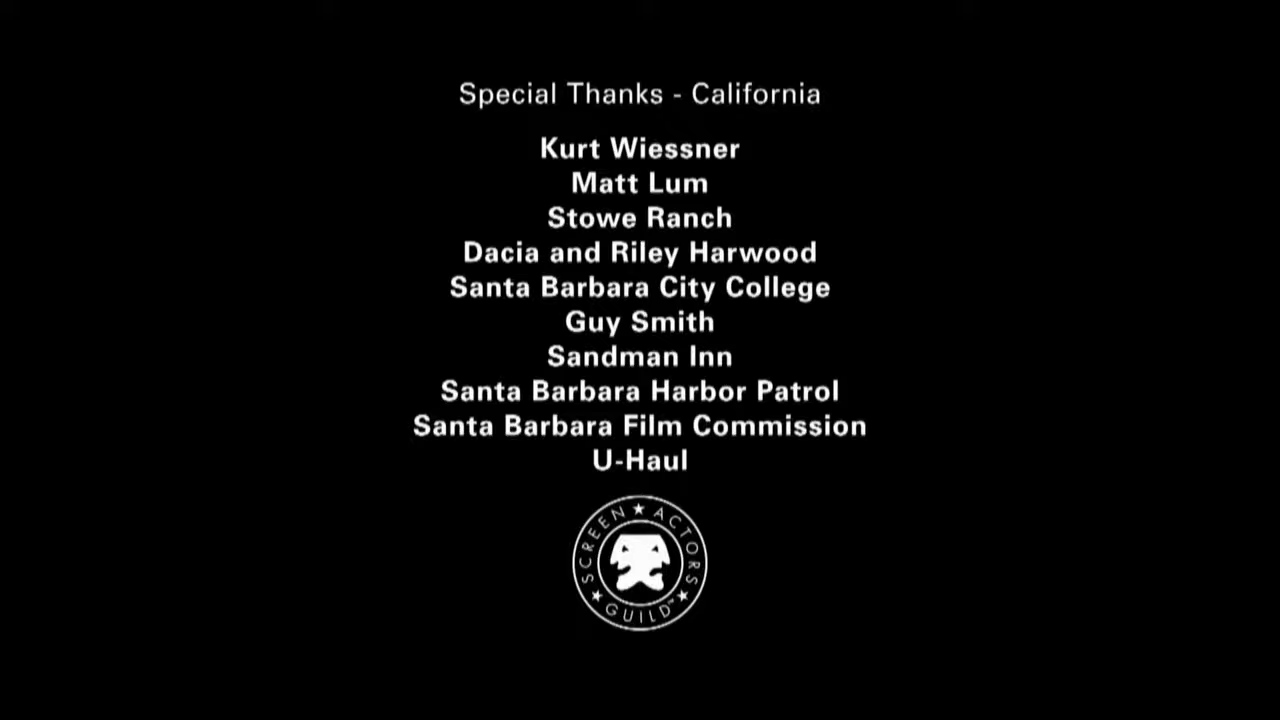 Special Thanks - California
Kurt Wiessner
Matt Lum
Stowe Ranch
Dacia and Riley Harwood
Santa Barbara City College
Guy Smith
Sandman Inn
Santa Barbara Harbor Patrol
Santa Barbara Film Commission
U-Haul
SCREEN ★ ACTORS ★ GUILD™ ★